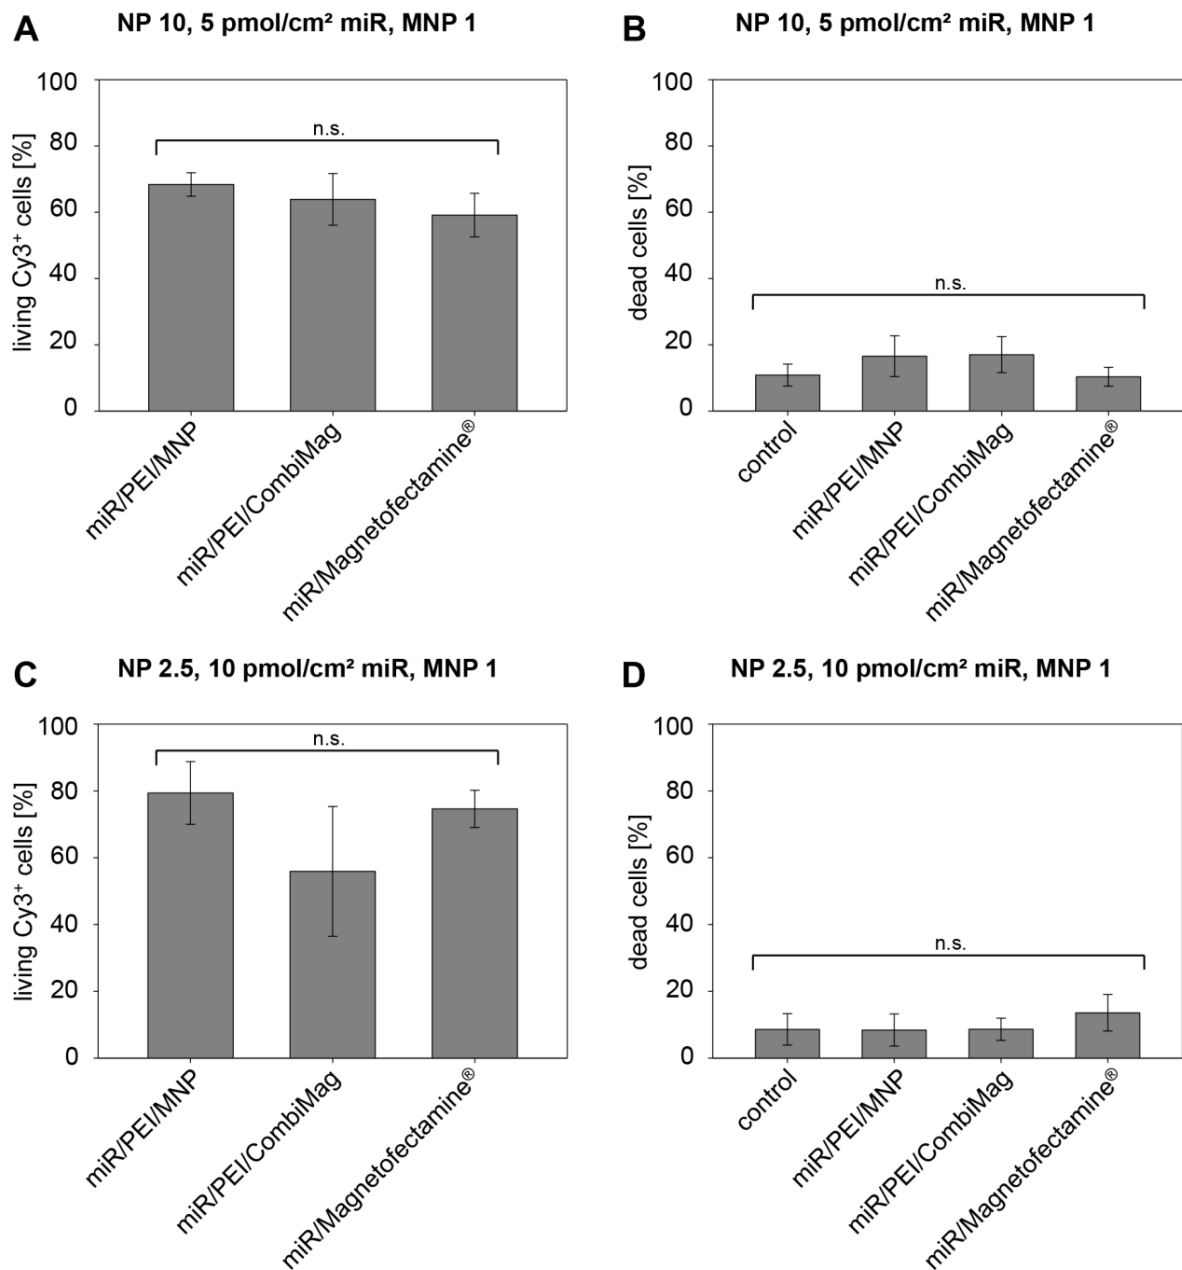 A
NP 10, 5 pmol/cm² miR, MNP 1
living Cy3⁺ cells [%]
100
80
60
40
20
0
n.s.
miR/PEI/MNP
miR/PEI/CombiMag
miR/Magnetofectamine®
B
NP 10, 5 pmol/cm² miR, MNP 1
dead cells [%]
100
80
60
40
20
0
n.s.
control
miR/PEI/MNP
miR/PEI/CombiMag
miR/Magnetofectamine®
C
NP 2.5, 10 pmol/cm² miR, MNP 1
living Cy3⁺ cells [%]
100
80
60
40
20
0
n.s.
miR/PEI/MNP
miR/PEI/CombiMag
miR/Magnetofectamine®
D
NP 2.5, 10 pmol/cm² miR, MNP 1
dead cells [%]
100
80
60
40
20
0
n.s.
control
miR/PEI/MNP
miR/PEI/CombiMag
miR/Magnetofectamine®